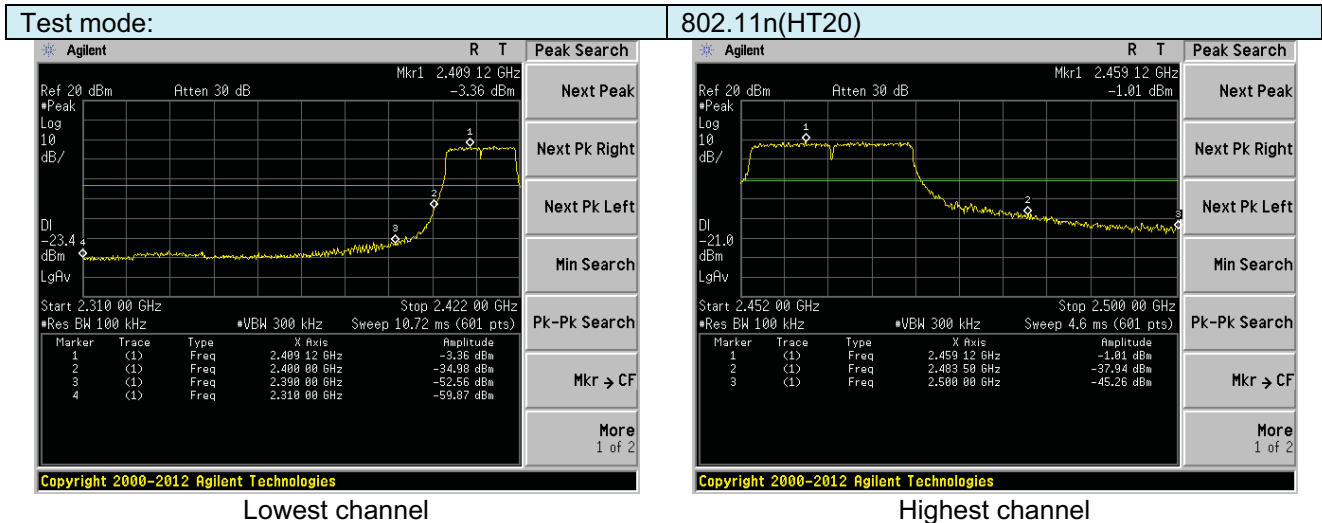 Test mode: 802.11n(HT20)
Agilent R T Peak Search
Mkr1 2.409 12 GHz
Ref 20 dBm Atten 30 dB -3.36 dBm
#Peak
Log
10
dB/
DI
-23.4
dBm
LgAv
1
2
3
4
Start 2.310 00 GHz Stop 2.422 00 GHz
#Res BW 100 kHz #VBW 300 kHz Sweep 10.72 ms (601 pts)
Marker Trace Type X Axis Amplitude
1 (1) Freq 2.409 12 GHz -3.36 dBm
2 (1) Freq 2.400 00 GHz -34.98 dBm
3 (1) Freq 2.390 00 GHz -52.56 dBm
4 (1) Freq 2.310 00 GHz -59.87 dBm
Next Peak
Next Pk Right
Next Pk Left
Min Search
Pk-Pk Search
Mkr → CF
More
1 of 2
Copyright 2000-2012 Agilent Technologies
Lowest channel
Agilent R T Peak Search
Mkr1 2.459 12 GHz
Ref 20 dBm Atten 30 dB -1.01 dBm
#Peak
Log
10
dB/
DI
-21.0
dBm
LgAv
1
2
3
Start 2.452 00 GHz Stop 2.500 00 GHz
#Res BW 100 kHz #VBW 300 kHz Sweep 4.6 ms (601 pts)
Marker Trace Type X Axis Amplitude
1 (1) Freq 2.459 12 GHz -1.01 dBm
2 (1) Freq 2.483 50 GHz -37.94 dBm
3 (1) Freq 2.500 00 GHz -45.26 dBm
Next Peak
Next Pk Right
Next Pk Left
Min Search
Pk-Pk Search
Mkr → CF
More
1 of 2
Copyright 2000-2012 Agilent Technologies
Highest channel